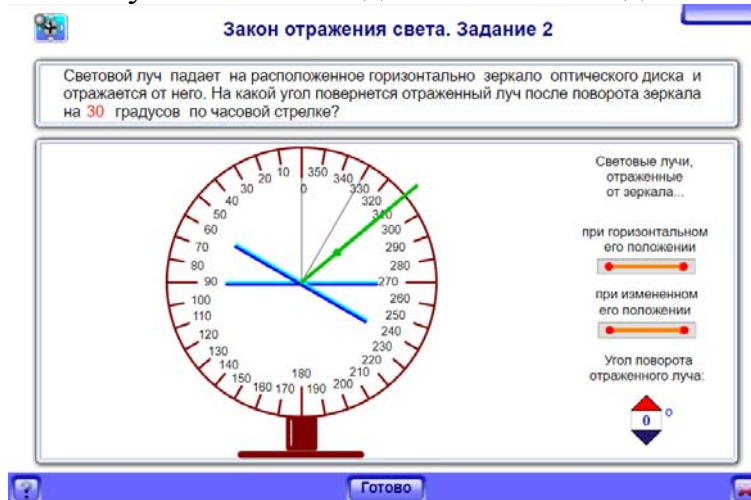 Закон отражения света. Задание 2
Световой луч падает на расположенное горизонтально зеркало оптического диска и
отражается от него. На какой угол повернется отраженный луч после поворота зеркала
на 30 градусов по часовой стрелке?
Световые лучи,
отраженные
от зеркала...
при горизонтальном
его положении
при измененном
его положении
Угол поворота
отраженного луча:
0 о
0
10
20
30
40
50
60
70
80
90
100
110
120
130
140
150
160
170
180
190
200
210
220
230
240
250
260
270
280
290
300
310
320
330
340
350
?
Готово